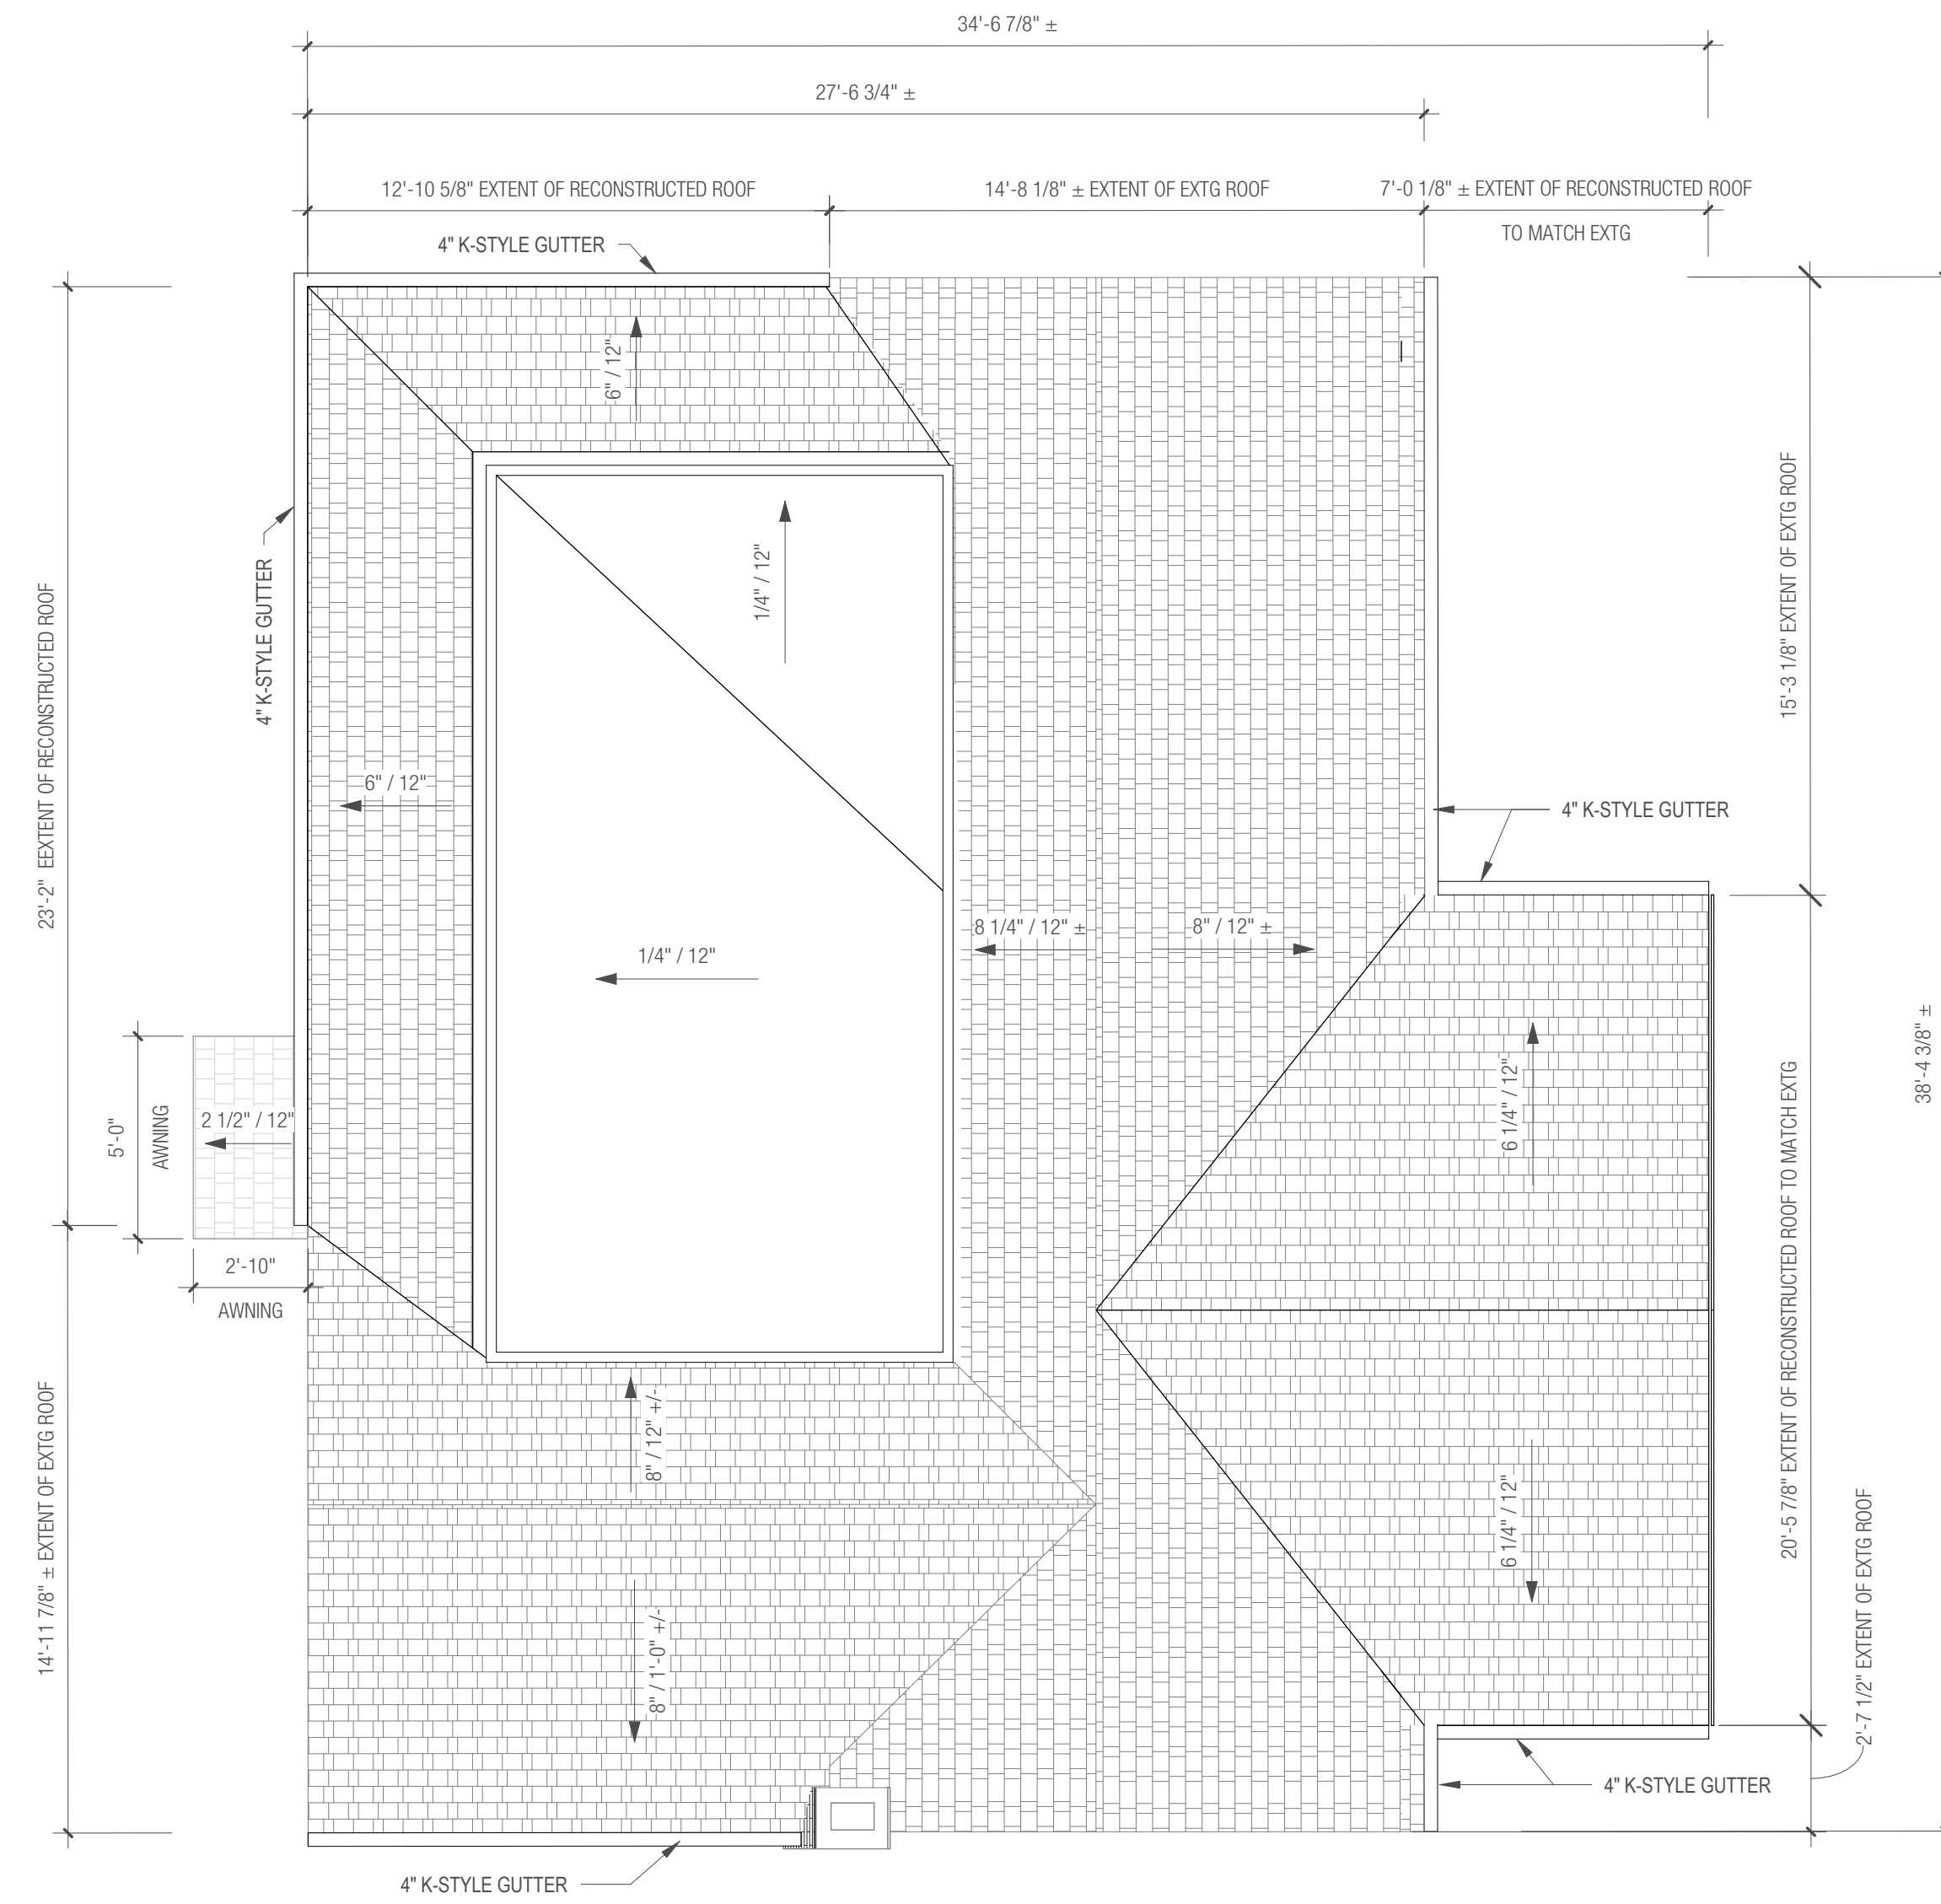 34'-6 7/8" ±
27'-6 3/4" ±
12'-10 5/8" EXTENT OF RECONSTRUCTED ROOF
14'-8 1/8" ± EXTENT OF EXTG ROOF
7'-0 1/8" ± EXTENT OF RECONSTRUCTED ROOF
TO MATCH EXTG
4" K-STYLE GUTTER
6" / 12"
4" K-STYLE GUTTER
23'-2" EEXTENT OF RECONSTRUCTED ROOF
1/4" / 12"
15'-3 1/8" EXTENT OF EXTG ROOF
6" / 12"
4" K-STYLE GUTTER
1/4" / 12"
8 1/4" / 12" ±
8" / 12" ±
38'-4 3/8" ±
5'-0"
AWNING
2 1/2" / 12"
6 1/4" / 12"
20'-5 7/8" EXTENT OF RECONSTRUCTED ROOF TO MATCH EXTG
2'-10"
AWNING
14'-11 7/8" ± EXTENT OF EXTG ROOF
8" / 12" +/-
6 1/4" / 12"
2'-7 1/2" EXTENT OF EXTG ROOF
8" / 1'-0" +/-
4" K-STYLE GUTTER
4" K-STYLE GUTTER